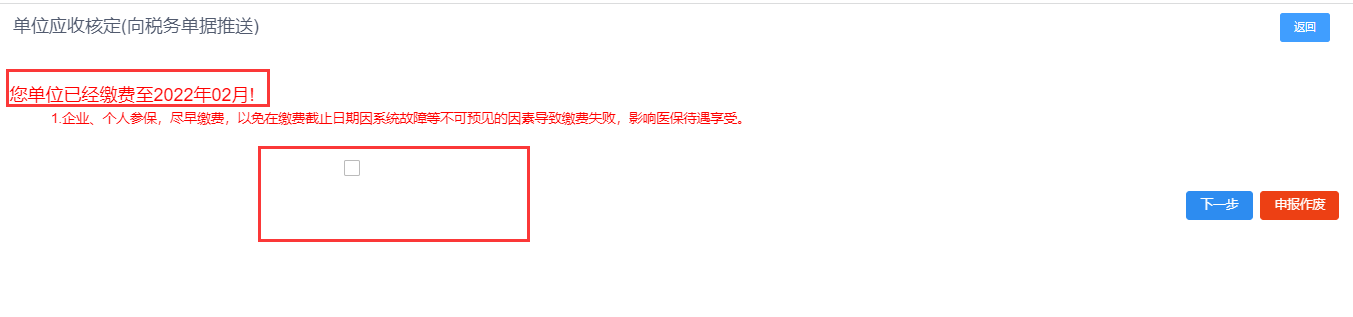 单位应收核定(向税务单据推送)
返回
您单位已经缴费至2022年02月!
1.企业、个人参保，尽早缴费，以免在缴费截止日期因系统故障等不可预见的因素导致缴费失败，影响医保待遇享受。
下一步
申报作废